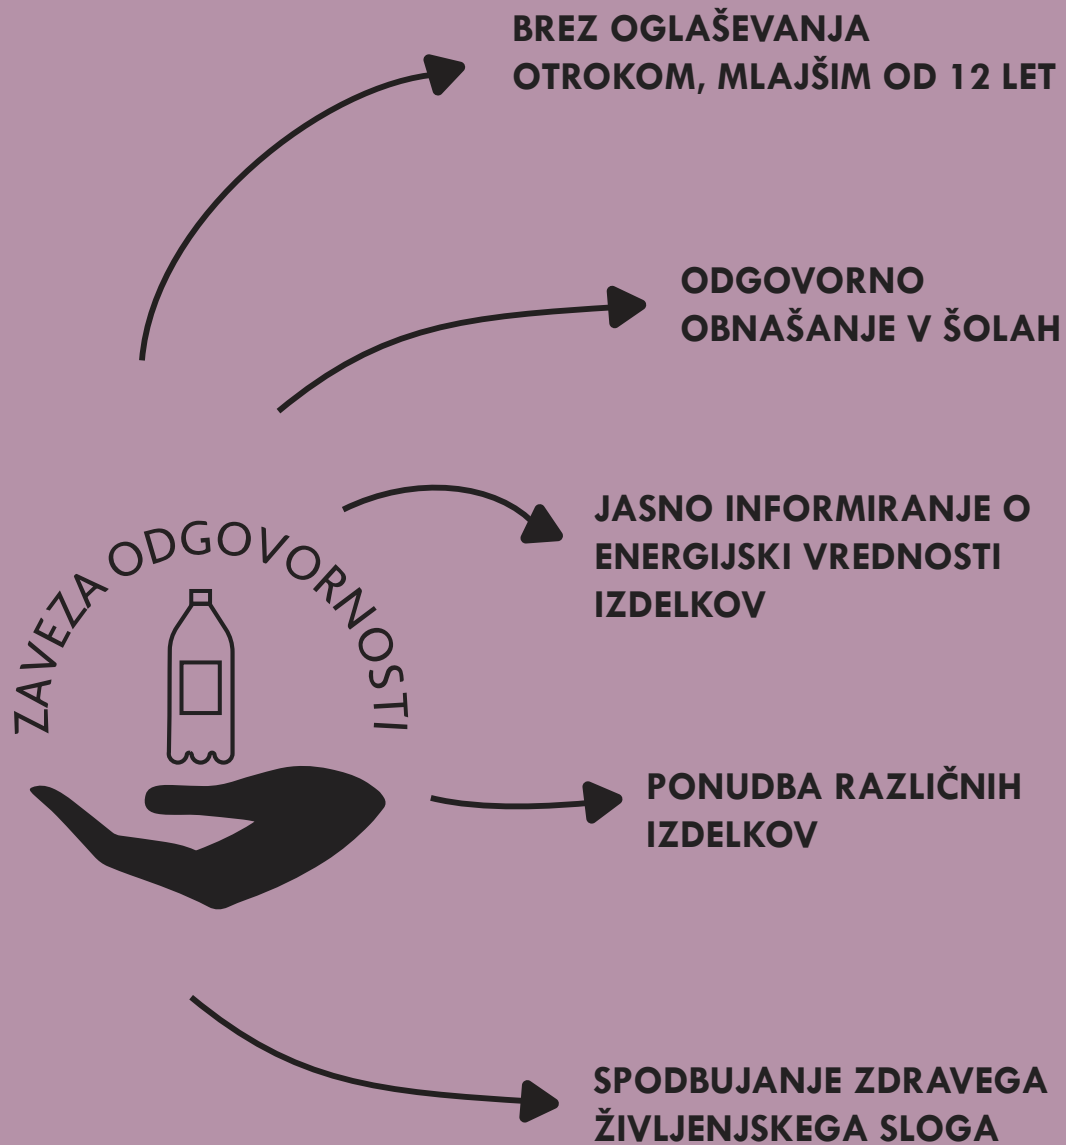 BREZ OGLAŠEVANJA
OTROKOM, MLAJŠIM OD 12 LET
ODGOVORNO
OBNAŠANJE V ŠOLAH
JASNO INFORMIRANJE O
ENERGIJSKI VREDNOSTI
IZDELKOV
ZAVEZA ODGOVORNOSTI
PONUDBA RAZLIČNIH
IZDELKOV
SPODBUJANJE ZDRAVEGA
ŽIVLJENJSKEGA SLOGA